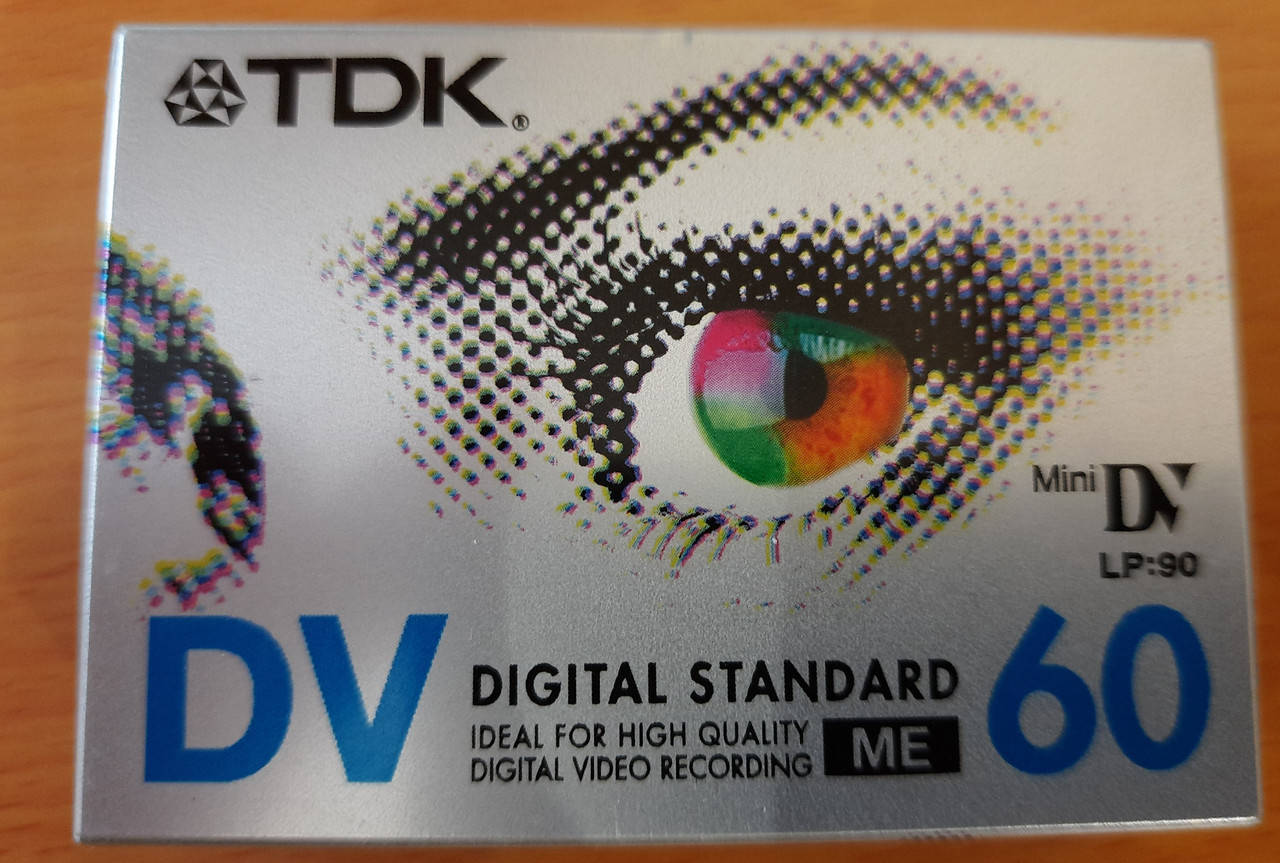 TDK®
Mini DV
LP:90
DV
DIGITAL STANDARD
IDEAL FOR HIGH QUALITY
DIGITAL VIDEO RECORDING
ME
60